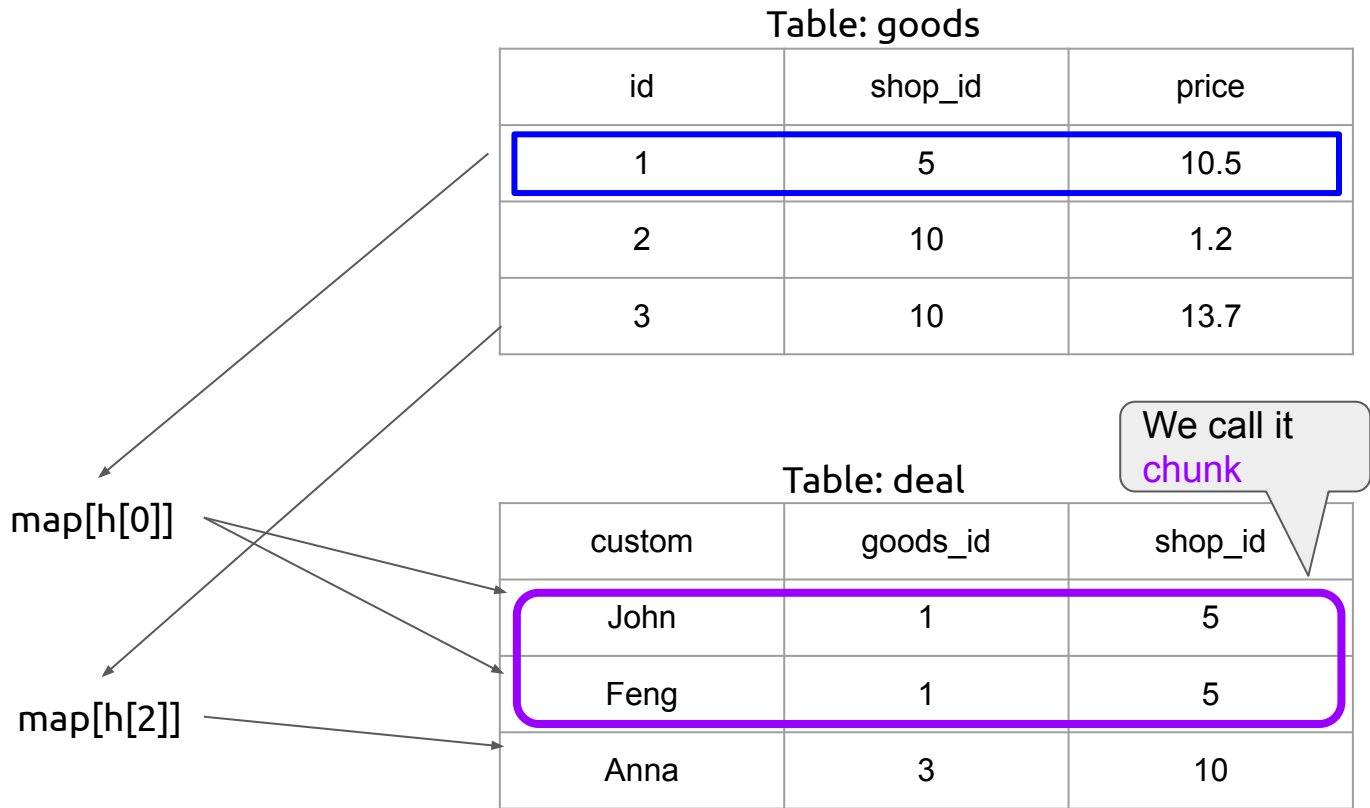 Table: goods
id shop_id price
1 5 10.5
2 10 1.2
3 10 13.7
We call it
chunk
Table: deal
map[h[0]]
custom goods_id shop_id
John 1 5
Feng 1 5
map[h[2]]
Anna 3 10